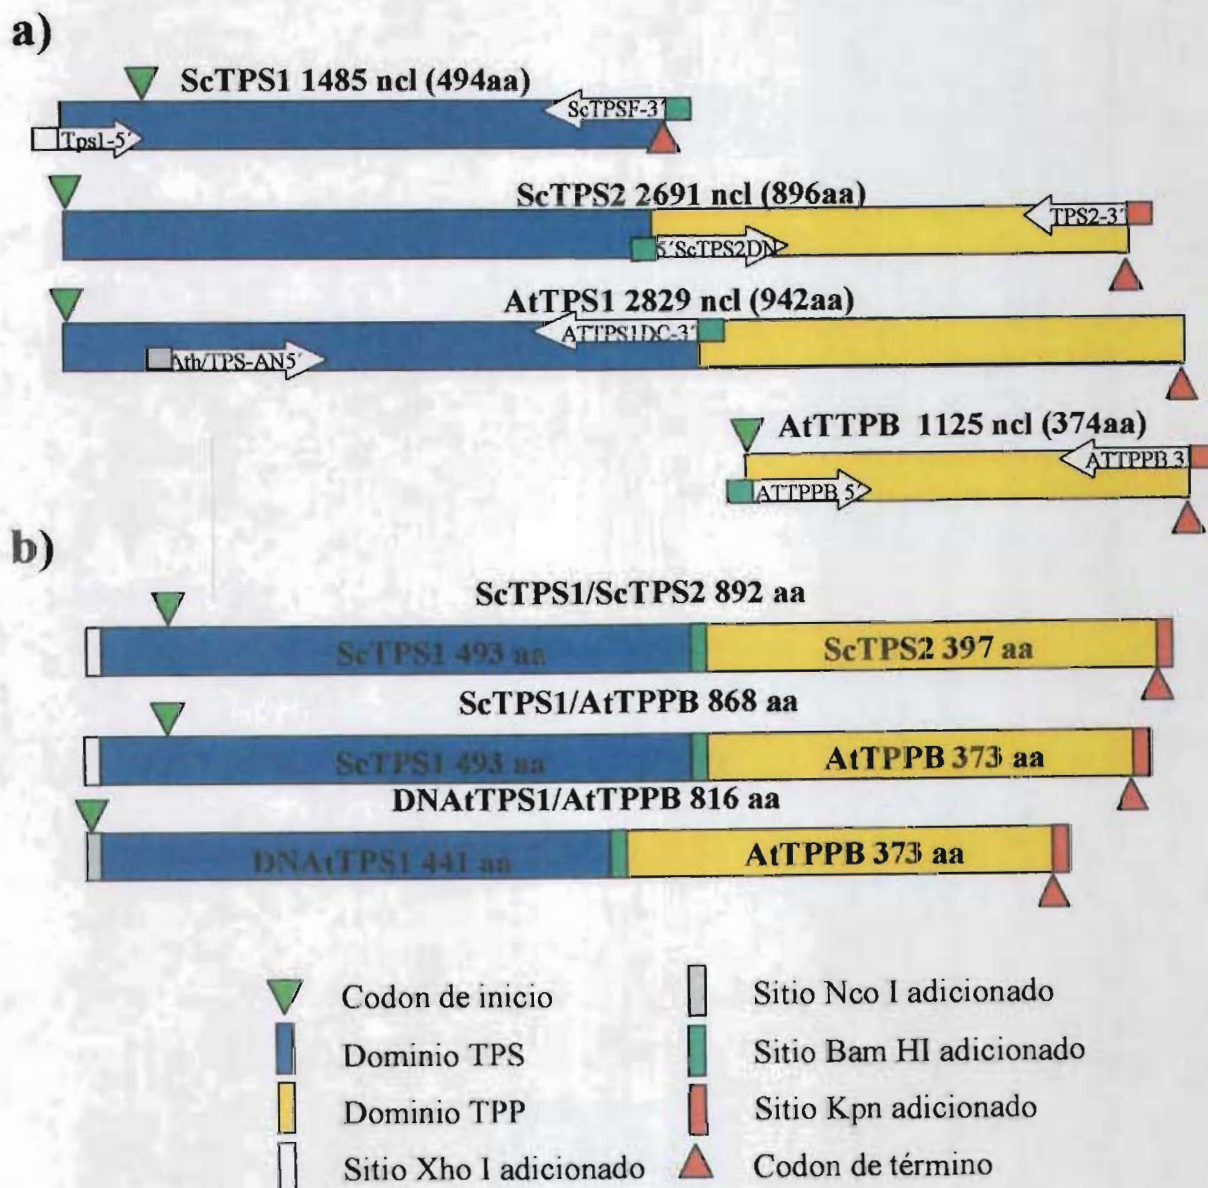 a)
ScTPS1 1485 ncl (494aa)
ScTPSF-3´
Tps1-5´
ScTPS2 2691 ncl (896aa)
TPS2-3´
5´ScTPS2DN
AtTPS1 2829 ncl (942aa)
ATTPS1DC-3´
Ath/TPS-AN5´
AtTTPB 1125 ncl (374aa)
ATTPPB 3
ATTPPB 5´
b)
ScTPS1/ScTPS2 892 aa
ScTPS1 493 aa ScTPS2 397 aa
ScTPS1/AtTPPB 868 aa
ScTPS1 493 aa AtTPPB 373 aa
DNAtTPS1/AtTPPB 816 aa
DNAtTPS1 441 aa AtTPPB 373 aa
Codon de inicio
Sitio Nco I adicionado
Dominio TPS
Sitio Bam HI adicionado
Dominio TPP
Sitio Kpn adicionado
Sitio Xho I adicionado
Codon de término